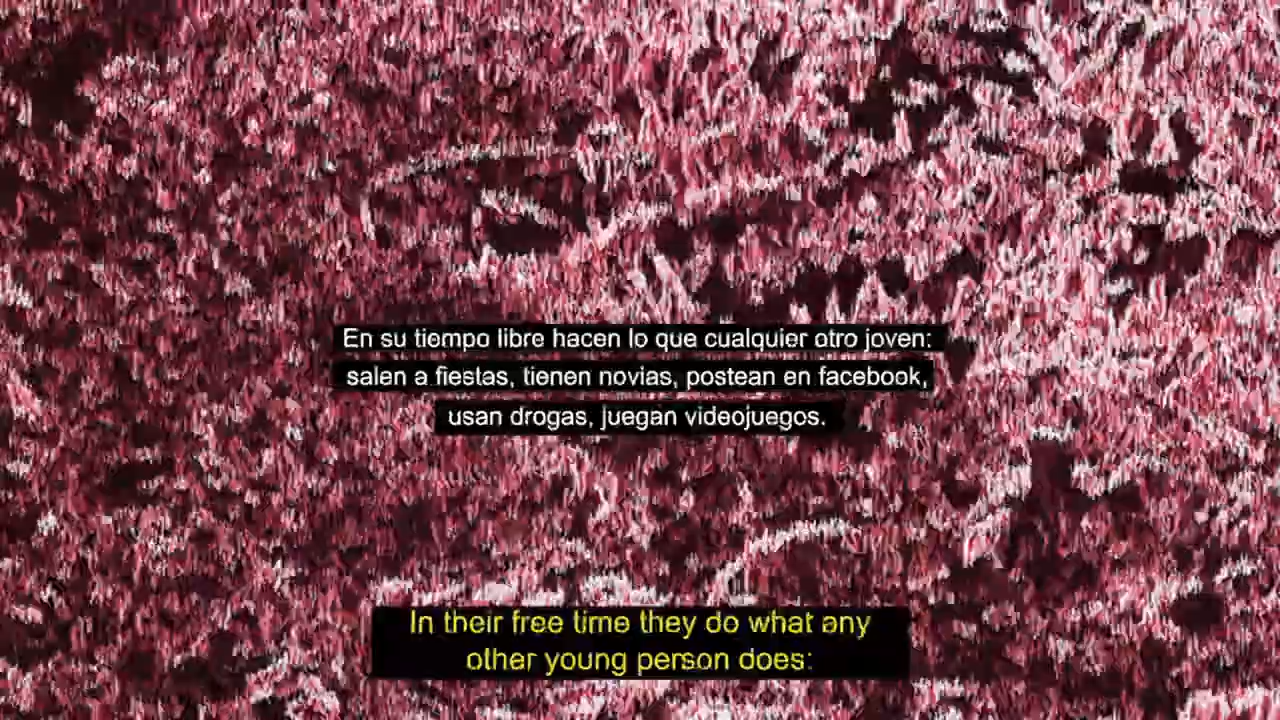 En su tiempo libre hacen lo que cualquier otro joven:
salen a fiestas, tienen novias, postean en facebook,
usan drogas, juegan videojuegos.
In their free time they do what any
other young person does: